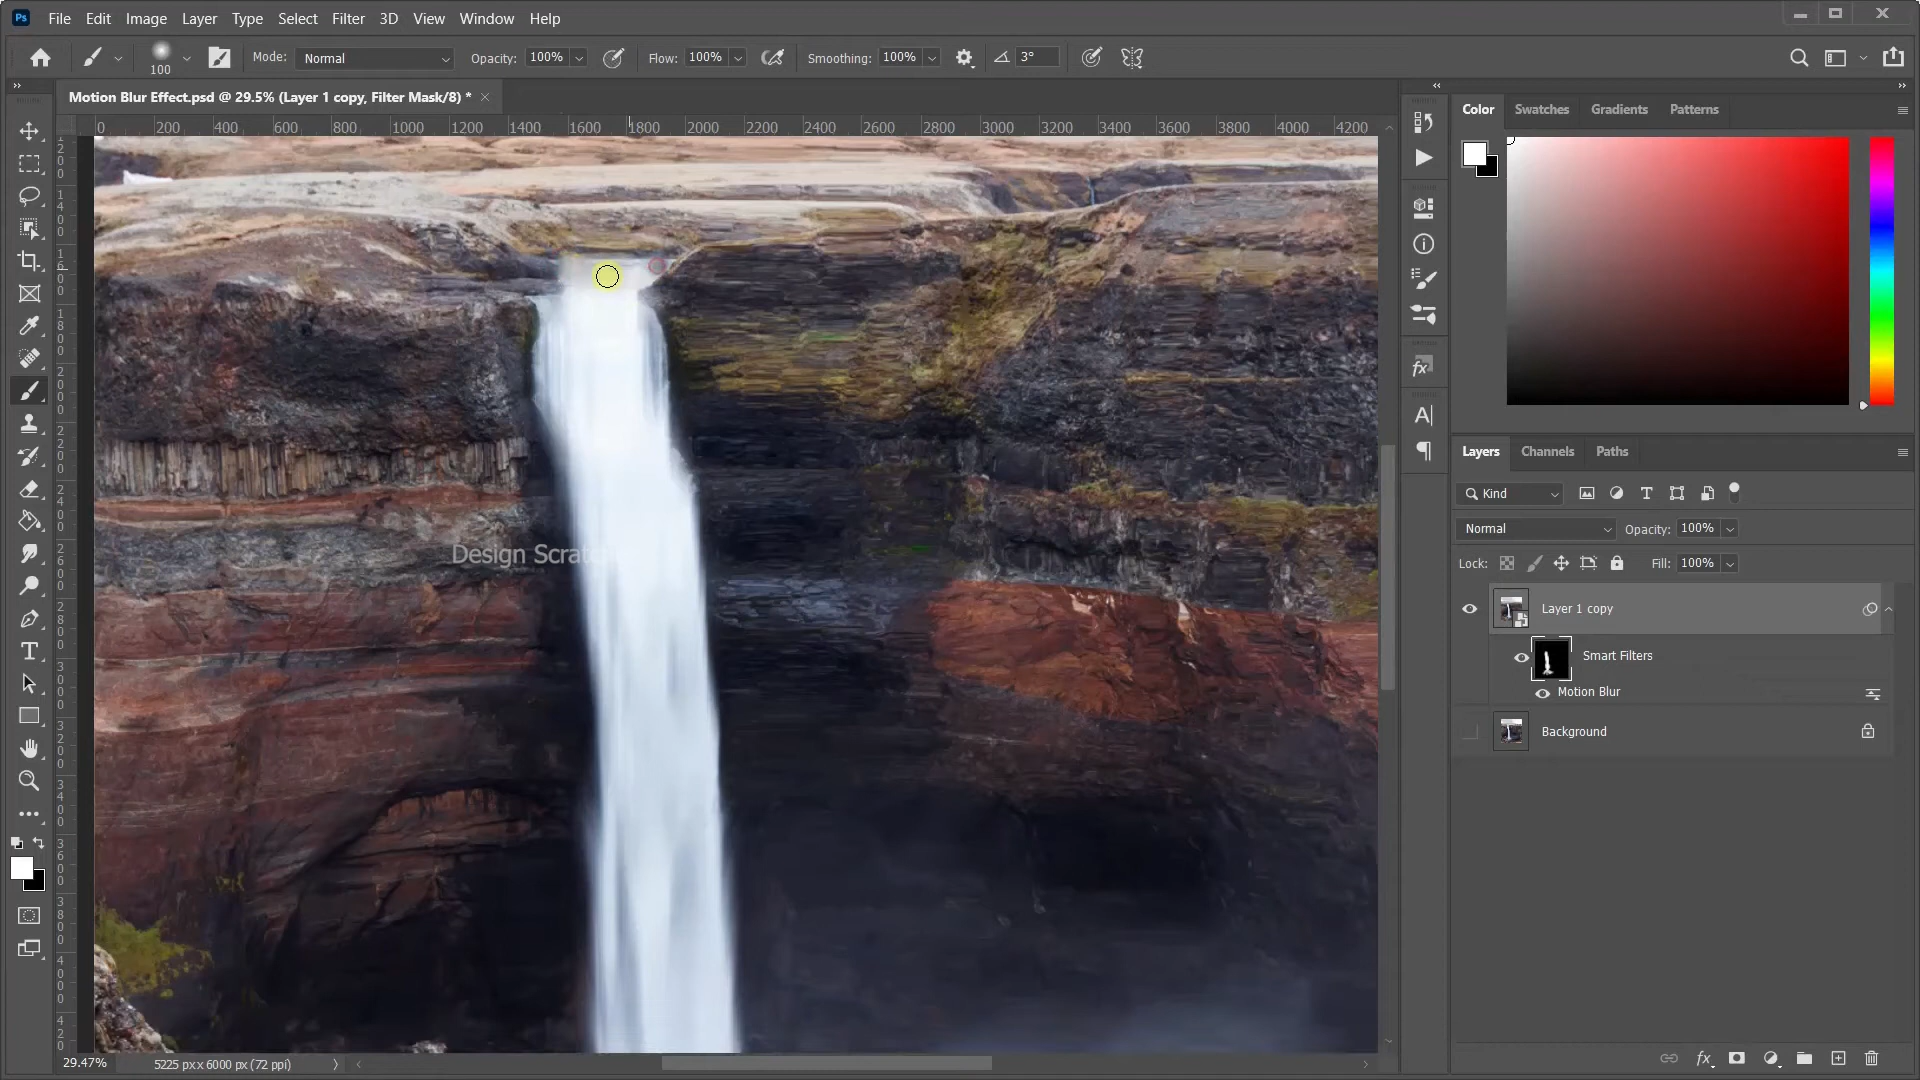 Ps File Edit Image Layer Type Select Filter 3D View Window Help
100 Mode: Normal Opacity: 100% Flow: 100% Smoothing: 100% 3°
Motion Blur Effect.psd @ 29.5% (Layer 1 copy, Filter Mask/8) * ×
0 200 400 600 800 1000 1200 1400 1600 1800 2000 2200 2400 2600 2800 3000 3200 3400 3600 3800 4000 4200
Color Swatches Gradients Patterns
Design Scratch
Layers Channels Paths
Kind
Normal Opacity: 100%
Lock: Fill: 100%
Layer 1 copy
Smart Filters
Motion Blur
Background
29.47% 5225 px x 6000 px (72 ppi)